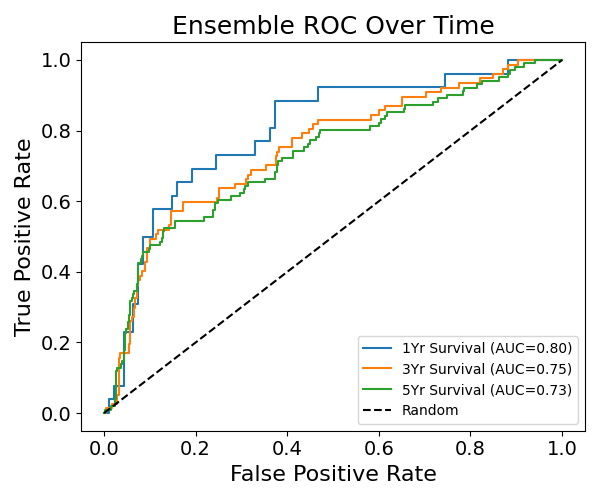 Ensemble ROC Over Time
True Positive Rate
1.0
0.8
0.6
0.4
0.2
0.0
0.0 0.2 0.4 0.6 0.8 1.0
False Positive Rate
1Yr Survival (AUC=0.80)
3Yr Survival (AUC=0.75)
5Yr Survival (AUC=0.73)
Random